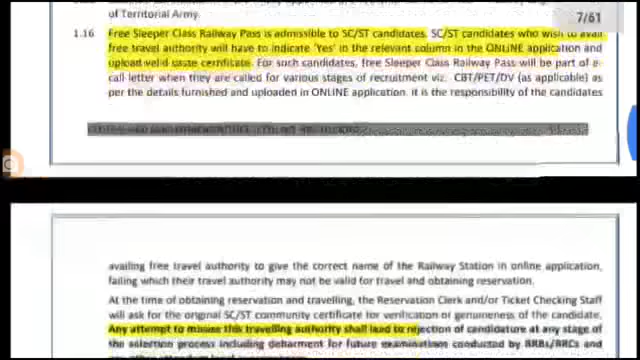 of Territorial Army.
7/61
1.16 Free Sleeper Class Railway Pass is admissible to SC/ST candidates. SC/ST candidates who wish to avail
free travel authority will have to indicate 'Yes' in the relevant column in the ONLINE application and
upload valid caste certificate. For such candidates, free Sleeper Class Railway Pass will be part of e-
call letter when they are called for various stages of recruitment viz. CBT/PET/DV (as applicable) as
per the details furnished and uploaded in ONLINE application. It is the responsibility of the candidates
availing free travel authority to give the correct name of the Railway Station in online application,
failing which their travel authority may not be valid for travel and obtaining reservation.
At the time of obtaining reservation and travelling, the Reservation Clerk and/or Ticket Checking Staff
will ask for the original SC/ST community certificate for verification of genuineness of the candidate.
Any attempt to misuse this travelling authority shall lead to rejection of candidature at any stage of
the selection process including debarment for future examinations conducted by RRBs/RRCs and